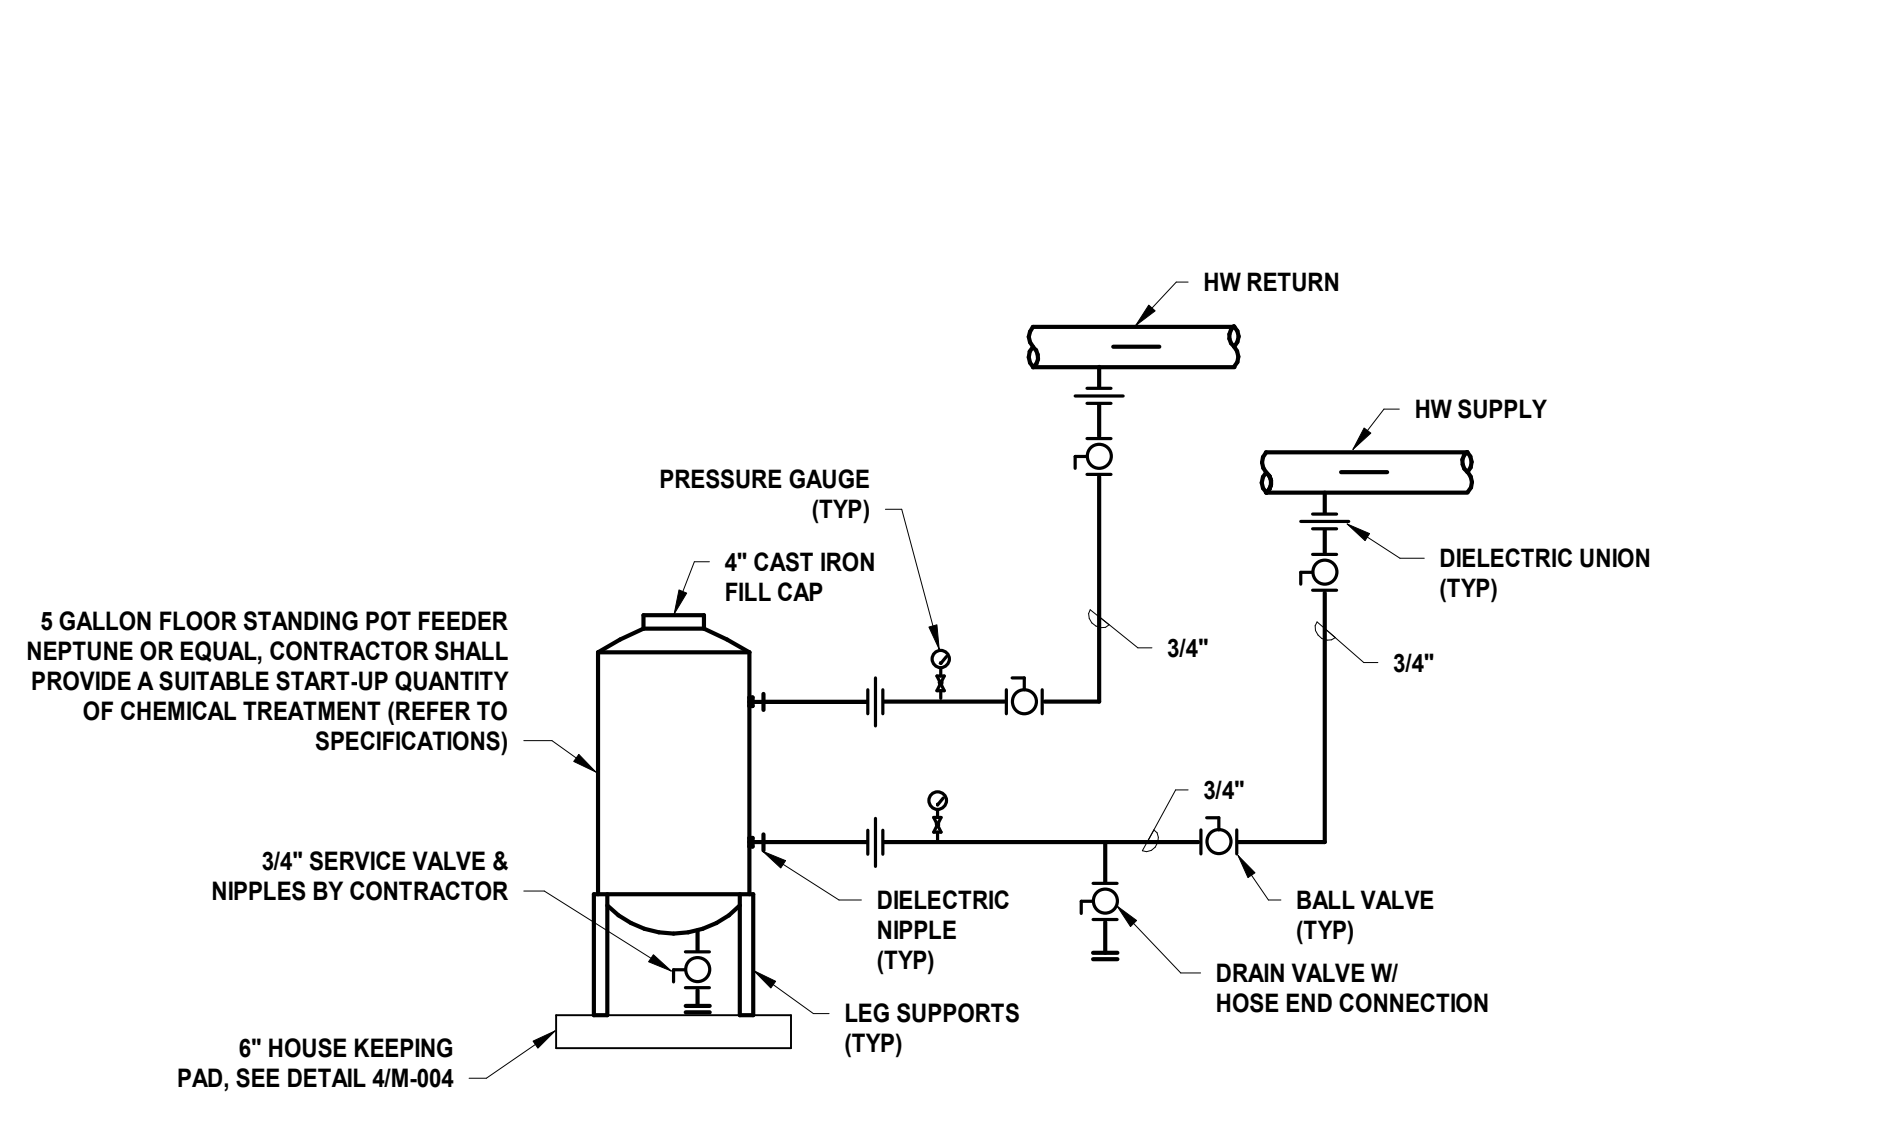 HW RETURN
HW SUPPLY
PRESSURE GAUGE
(TYP)
4" CAST IRON
FILL CAP
DIELECTRIC UNION
(TYP)
5 GALLON FLOOR STANDING POT FEEDER
NEPTUNE OR EQUAL, CONTRACTOR SHALL
PROVIDE A SUITABLE START-UP QUANTITY
OF CHEMICAL TREATMENT (REFER TO
SPECIFICATIONS)
3/4"
3/4"
3/4"
3/4" SERVICE VALVE &
NIPPLES BY CONTRACTOR
DIELECTRIC
NIPPLE
(TYP)
BALL VALVE
(TYP)
DRAIN VALVE W/
HOSE END CONNECTION
LEG SUPPORTS
(TYP)
6" HOUSE KEEPING
PAD, SEE DETAIL 4/M-004